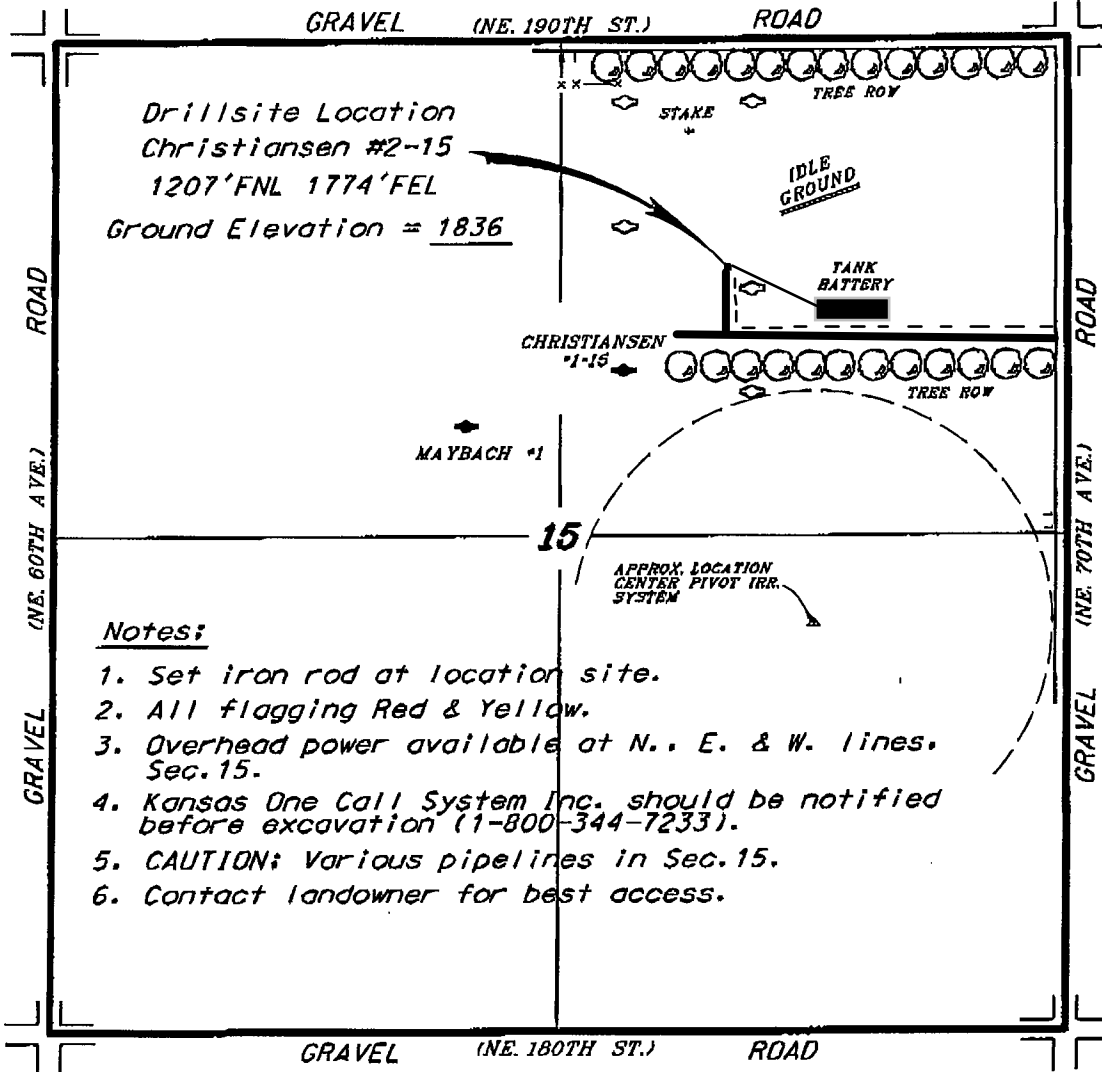 GRAVEL (NE. 190TH ST.) ROAD
TREE ROW
Drillsite Location
Christiansen #2-15
1207'FNL 1774'FEL
Ground Elevation = 1836
STAKE
IDLE
GROUND
TANK
BATTERY
CHRISTIANSEN
#1-15
TREE ROW
MAYBACH #1
15
APPROX. LOCATION
CENTER PIVOT IRR.
SYSTEM
GRAVEL (NE. 60TH AVE.) ROAD
GRAVEL (NE. 70TH AVE.) ROAD
Notes:
1. Set iron rod at location site.
2. All flagging Red & Yellow.
3. Overhead power available at N., E. & W. lines.
Sec.15.
4. Kansas One Call System Inc. should be notified
before excavation (1-800-344-7233).
5. CAUTION: Various pipelines in Sec.15.
6. Contact landowner for best access.
GRAVEL (NE. 180TH ST.) ROAD